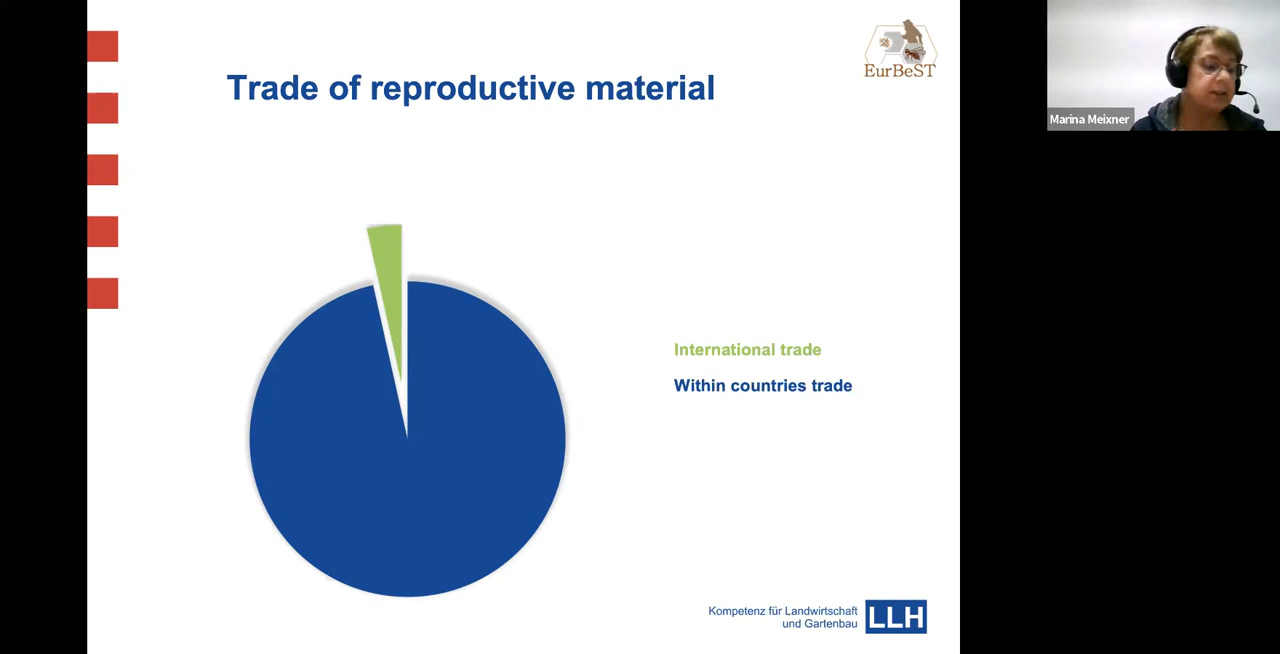 EurBeST
Trade of reproductive material
Marina Meixner
International trade
Within countries trade
Kompetenz für Landwirtschaft
und Gartenbau
LLH